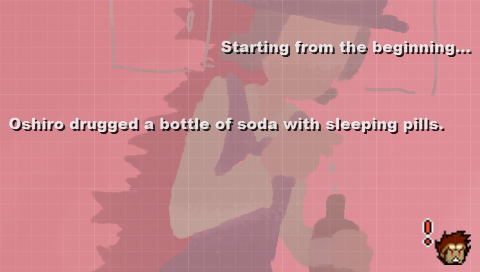 Starting from the beginning...
Oshiro drugged a bottle of soda with sleeping pills.
!